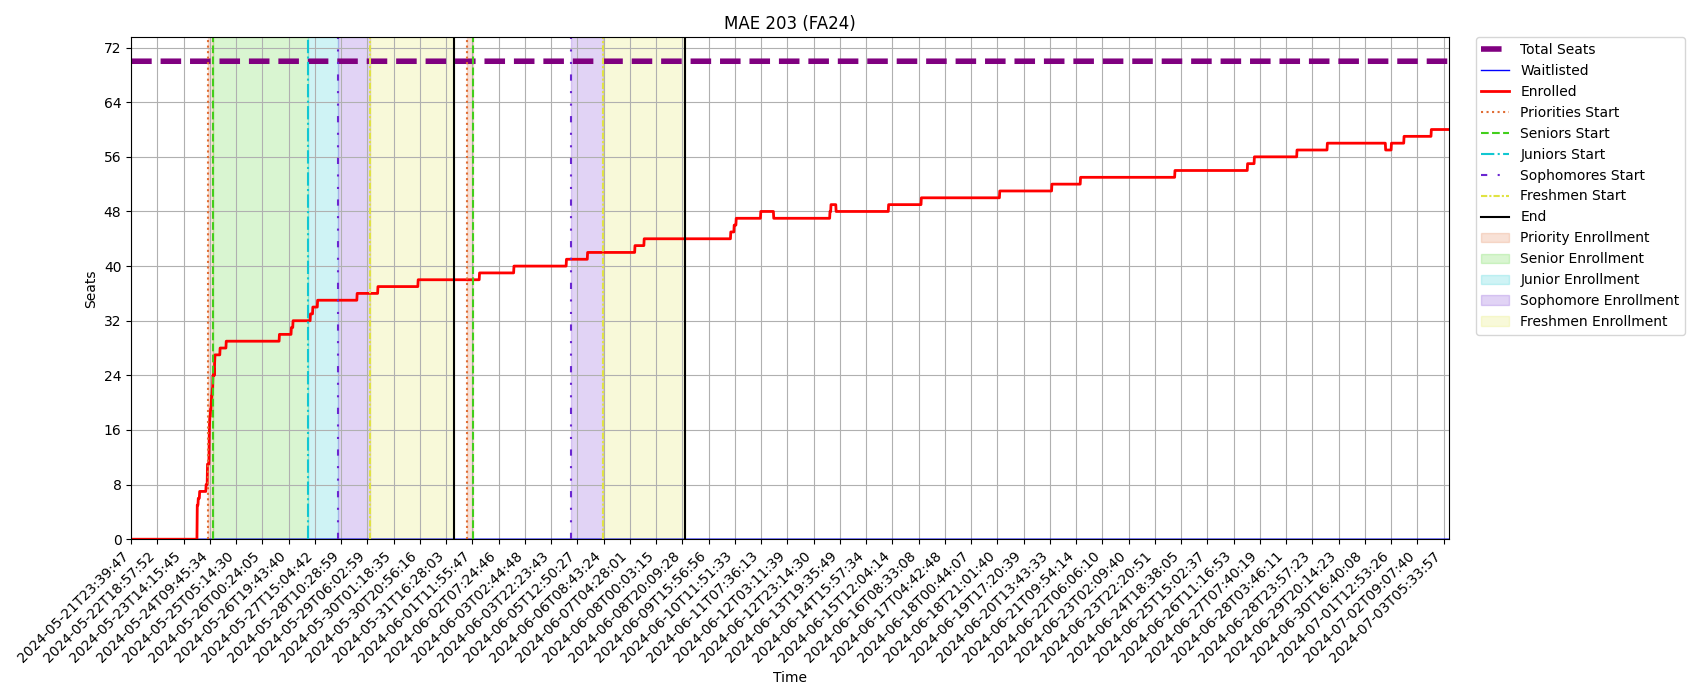 MAE 203 (FA24)
Seats
72
64
56
48
40
32
24
16
8
0
Total Seats
Waitlisted
Enrolled
Priorities Start
Seniors Start
Juniors Start
Sophomores Start
Freshmen Start
End
Priority Enrollment
Senior Enrollment
Junior Enrollment
Sophomore Enrollment
Freshmen Enrollment
2024-05-21T23:39:47
2024-05-22T18:57:52
2024-05-23T14:15:45
2024-05-24T09:45:34
2024-05-25T05:14:30
2024-05-26T00:24:05
2024-05-26T19:43:40
2024-05-27T15:04:42
2024-05-28T10:28:59
2024-05-29T06:02:59
2024-05-30T01:18:35
2024-05-30T20:56:16
2024-05-31T16:28:03
2024-06-01T11:55:47
2024-06-02T07:24:46
2024-06-03T02:44:48
2024-06-03T22:23:43
2024-06-05T12:50:27
2024-06-06T08:43:24
2024-06-07T04:28:01
2024-06-08T00:03:15
2024-06-08T20:09:28
2024-06-09T15:56:56
2024-06-10T11:51:33
2024-06-11T07:36:13
2024-06-12T03:11:39
2024-06-12T23:14:30
2024-06-13T19:35:49
2024-06-14T15:57:34
2024-06-15T12:04:14
2024-06-16T08:33:08
2024-06-17T04:42:48
2024-06-18T00:44:07
2024-06-18T21:01:40
2024-06-19T17:20:39
2024-06-20T13:43:33
2024-06-21T09:54:14
2024-06-22T06:06:10
2024-06-23T02:09:40
2024-06-23T22:20:51
2024-06-24T18:38:05
2024-06-25T15:02:37
2024-06-26T11:16:53
2024-06-27T07:40:19
2024-06-28T03:46:11
2024-06-28T23:57:23
2024-06-29T20:14:23
2024-06-30T16:40:08
2024-07-01T12:53:26
2024-07-02T09:07:40
2024-07-03T05:33:57
Time